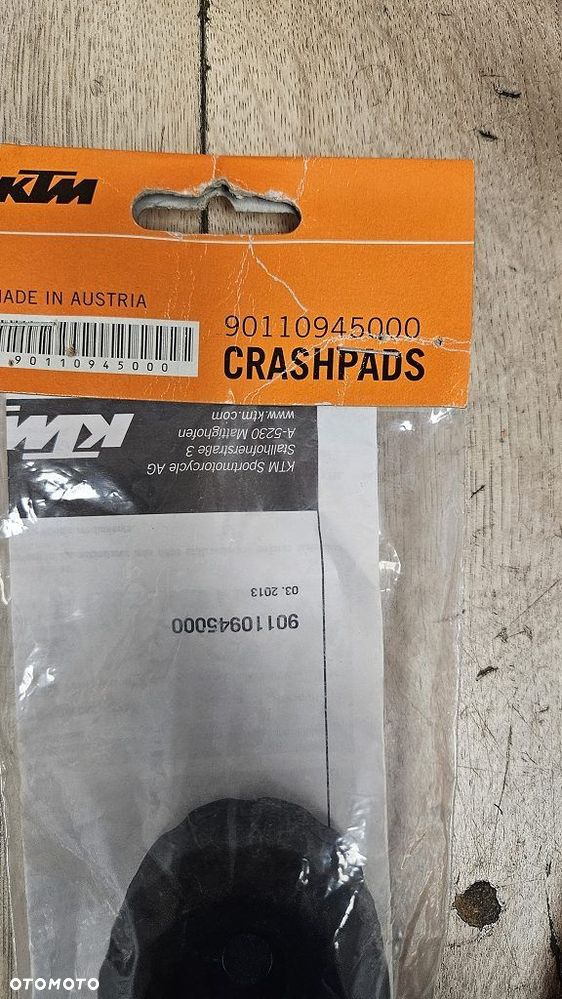 KTM
MADE IN AUSTRIA
90110945000
90110945000
CRASHPADS
KTM
KTM Sportmotorcycle AG
Stallhofnerstraße 3
A-5230 Mattighofen
www.ktm.com
03. 2013
90110945000
OTOMOTO